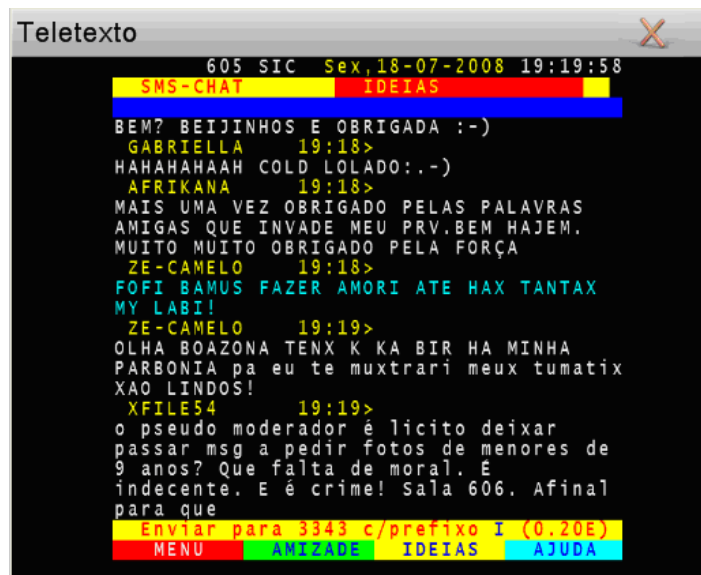 Teletexto
605 SIC Sex,18-07-2008 19:19:58
SMS-CHAT IDEIAS
BEM? BEIJINHOS E OBRIGADA :-)
GABRIELLA 19:18>
HAHAHAHAAH COLD LOLADO:.-)
AFRIKANA 19:18>
MAIS UMA VEZ OBRIGADO PELAS PALAVRAS
AMIGAS QUE INVADE MEU PRV.BEM HAJEM.
MUITO MUITO OBRIGADO PELA FORÇA
ZE-CAMELO 19:18>
FOFI BAMUS FAZER AMORI ATE HAX TANTAX
MY LABI!
ZE-CAMELO 19:19>
OLHA BOAZONA TENX K KA BIR HA MINHA
PARBONIA pa eu te muxtrari meux tumatix
XAO LINDOS!
XFILE54 19:19>
o pseudo moderador é licito deixar
passar msg a pedir fotos de menores de
9 anos? Que falta de moral. É
indecente. E é crime! Sala 606. Afinal
para que
Enviar para 3343 c/prefixo I (0.20E)
MENU AMIZADE IDEIAS AJUDA